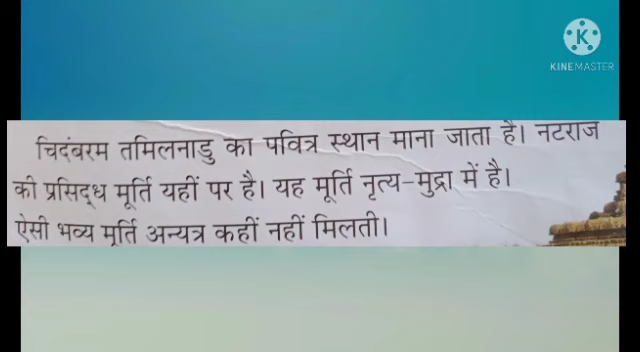 KINEMASTER
चिदंबरम तमिलनाडु का पवित्र स्थान माना जाता है। नटराज
की प्रसिद्ध मूर्ति यहीं पर है। यह मूर्ति नृत्य-मुद्रा में है।
ऐसी भव्य मूर्ति अन्यत्र कहीं नहीं मिलती।